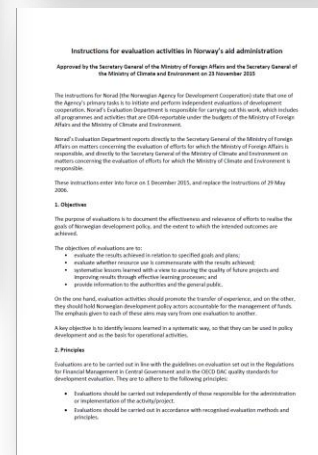 Instructions for evaluation activities in Norway's aid administration
Approved by the Secretary General of the Ministry of Foreign Affairs and the Secretary General of
the Ministry of Climate and Environment on 23 November 2015
The instructions for Norad (the Norwegian Agency for Development Cooperation) state that one of
the Agency's primary tasks is to initiate and perform independent evaluations of development
cooperation. Norad's Evaluation Department is responsible for carrying out this work, which includes
all programmes and activities that are ODA-reportable under the budgets of the Ministry of Foreign
Affairs and the Ministry of Climate and Environment.
Norad's Evaluation Department reports directly to the Secretary General of the Ministry of Foreign
Affairs on matters concerning the evaluation of efforts for which the Ministry of Foreign Affairs is
responsible, and directly to the Secretary General of the Ministry of Climate and Environment on
matters concerning the evaluation of efforts for which the Ministry of Climate and Environment is
responsible.
These instructions enter into force on 1 December 2015, and replace the Instructions of 29 May
2006.
1. Objectives
The purpose of evaluations is to document the effectiveness and relevance of efforts to realise the
goals of Norwegian development policy, and the extent to which the intended outcomes are
achieved.
The objectives of evaluations are to:
• evaluate the results achieved in relation to specified goals and plans;
• evaluate whether resource use is commensurate with the results achieved;
• systematise lessons learned with a view to assuring the quality of future projects and
improving results through effective learning processes; and
• provide information to the authorities and the general public.
On the one hand, evaluation activities should promote the transfer of experience, and on the other,
they should hold Norwegian development policy actors accountable for the management of funds.
The emphasis given to each of these aims may vary from one evaluation to another.
A key objective is to identify lessons learned in a systematic way, so that they can be used in policy
development and as the basis for operational activities.
2. Principles
Evaluations are to be carried out in line with the guidelines on evaluation set out in the Regulations
for Financial Management in Central Government and in the OECD DAC quality standards for
development evaluation. They are to adhere to the following principles:
• Evaluations should be carried out independently of those responsible for the administration
or implementation of the activity/project.
• Evaluations should be carried out in accordance with recognised evaluation methods and
principles.